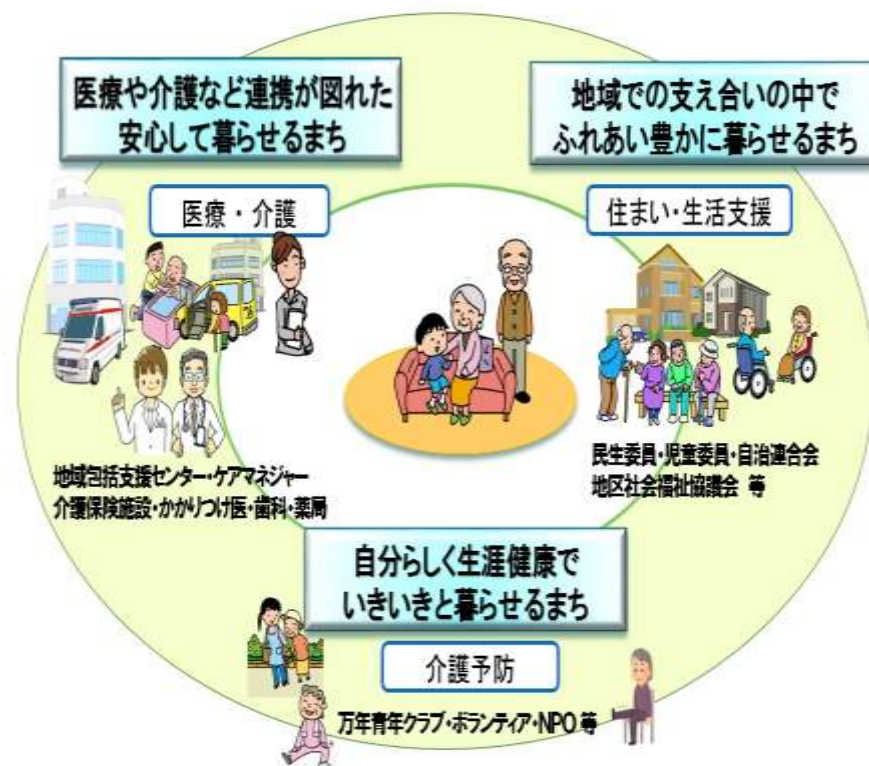 医療や介護など連携が図れた
安心して暮らせるまち
医療・介護
地域包括支援センター・ケアマネジャー
介護保険施設・かかりつけ医・歯科・薬局
地域での支え合いの中で
ふれあい豊かに暮らせるまち
住まい・生活支援
民生委員・児童委員・自治連合会
地区社会福祉協議会 等
自分らしく生涯健康で
いきいきと暮らせるまち
介護予防
万年青年クラブ・ボランティア・NPO 等